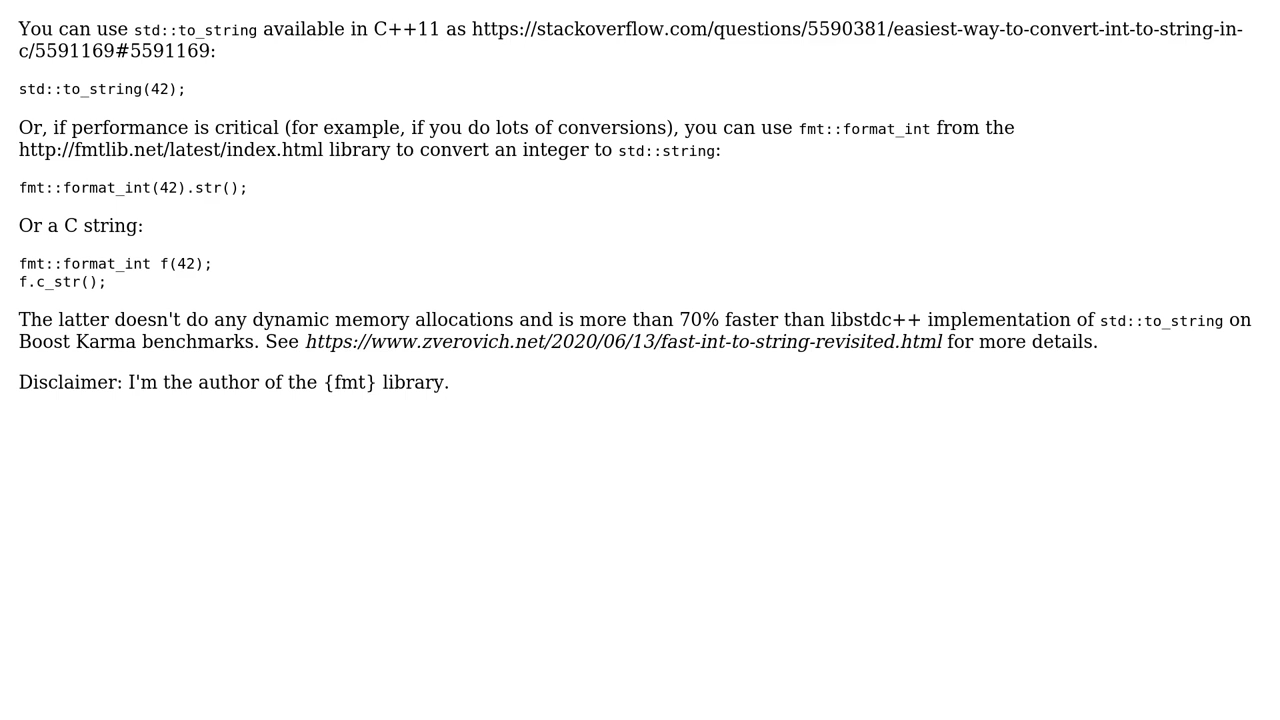 You can use std::to_string available in C++11 as https://stackoverflow.com/questions/5590381/easiest-way-to-convert-int-to-string-in-
c/5591169#5591169:
std::to_string(42);
Or, if performance is critical (for example, if you do lots of conversions), you can use fmt::format_int from the
http://fmtlib.net/latest/index.html library to convert an integer to std::string:
fmt::format_int(42).str();
Or a C string:
fmt::format_int f(42);
f.c_str();
The latter doesn't do any dynamic memory allocations and is more than 70% faster than libstdc++ implementation of std::to_string on
Boost Karma benchmarks. See https://www.zverovich.net/2020/06/13/fast-int-to-string-revisited.html for more details.
Disclaimer: I'm the author of the {fmt} library.